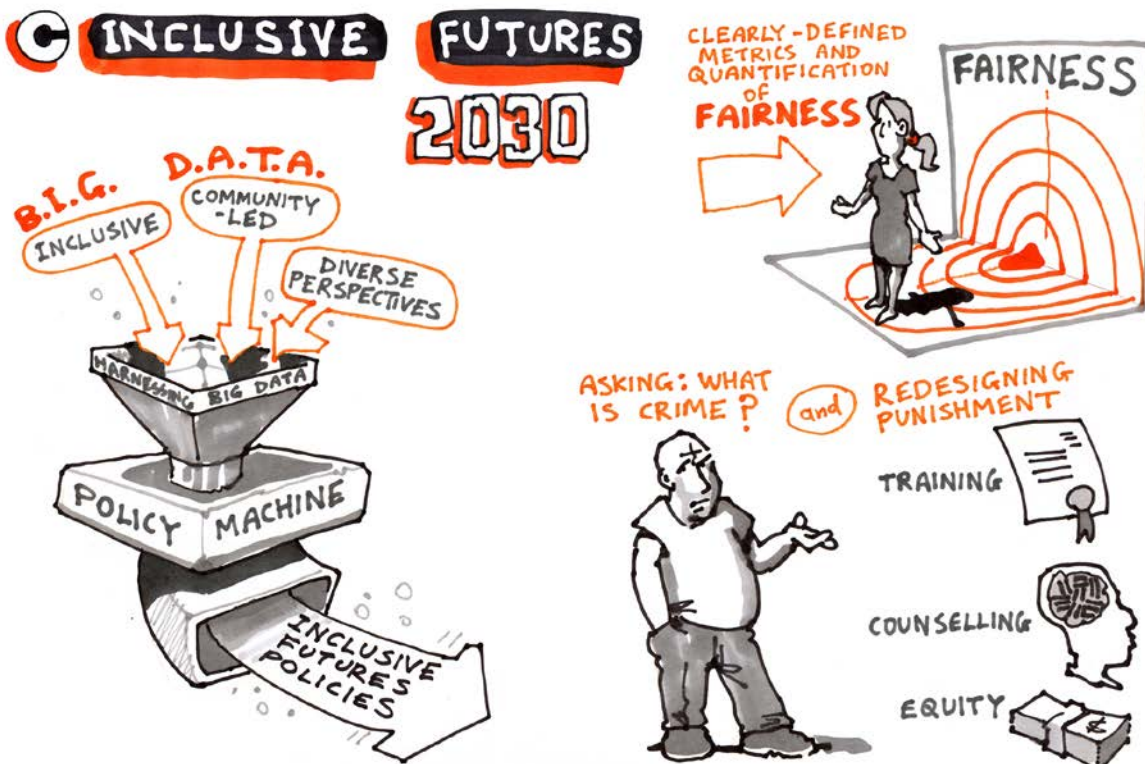 C INCLUSIVE FUTURES
2030
B.I.G. D.A.T.A.
INCLUSIVE
COMMUNITY
-LED
DIVERSE
PERSPECTIVES
HARNESSING BIG DATA
POLICY MACHINE
INCLUSIVE
FUTURES
POLICIES
CLEARLY-DEFINED
METRICS AND
QUANTIFICATION
OF
FAIRNESS
FAIRNESS
ASKING: WHAT
IS CRIME?
and
REDESIGNING
PUNISHMENT
TRAINING
COUNSELLING
EQUITY